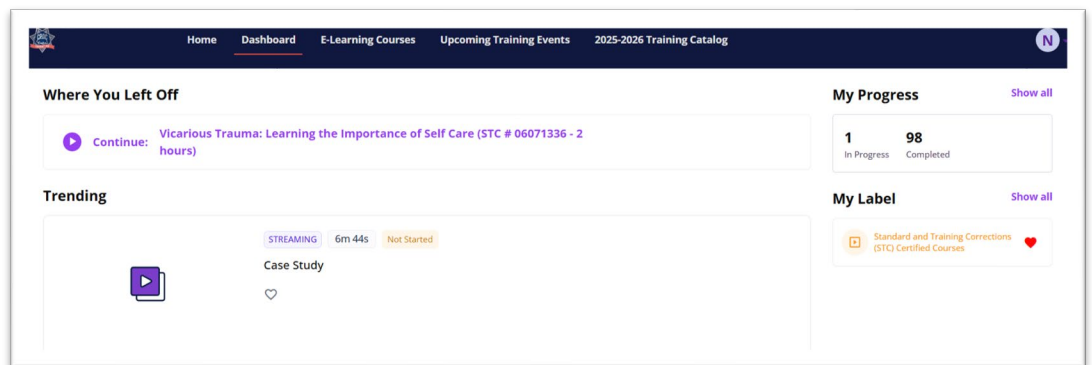 Home Dashboard E-Learning Courses Upcoming Training Events 2025-2026 Training Catalog N
Where You Left Off
Continue: Vicarious Trauma: Learning the Importance of Self Care (STC # 06071336 - 2
hours)
Trending
STREAMING 6m 44s Not Started
Case Study
My Progress Show all
1 98
In Progress Completed
My Label Show all
Standard and Training Corrections
(STC) Certified Courses